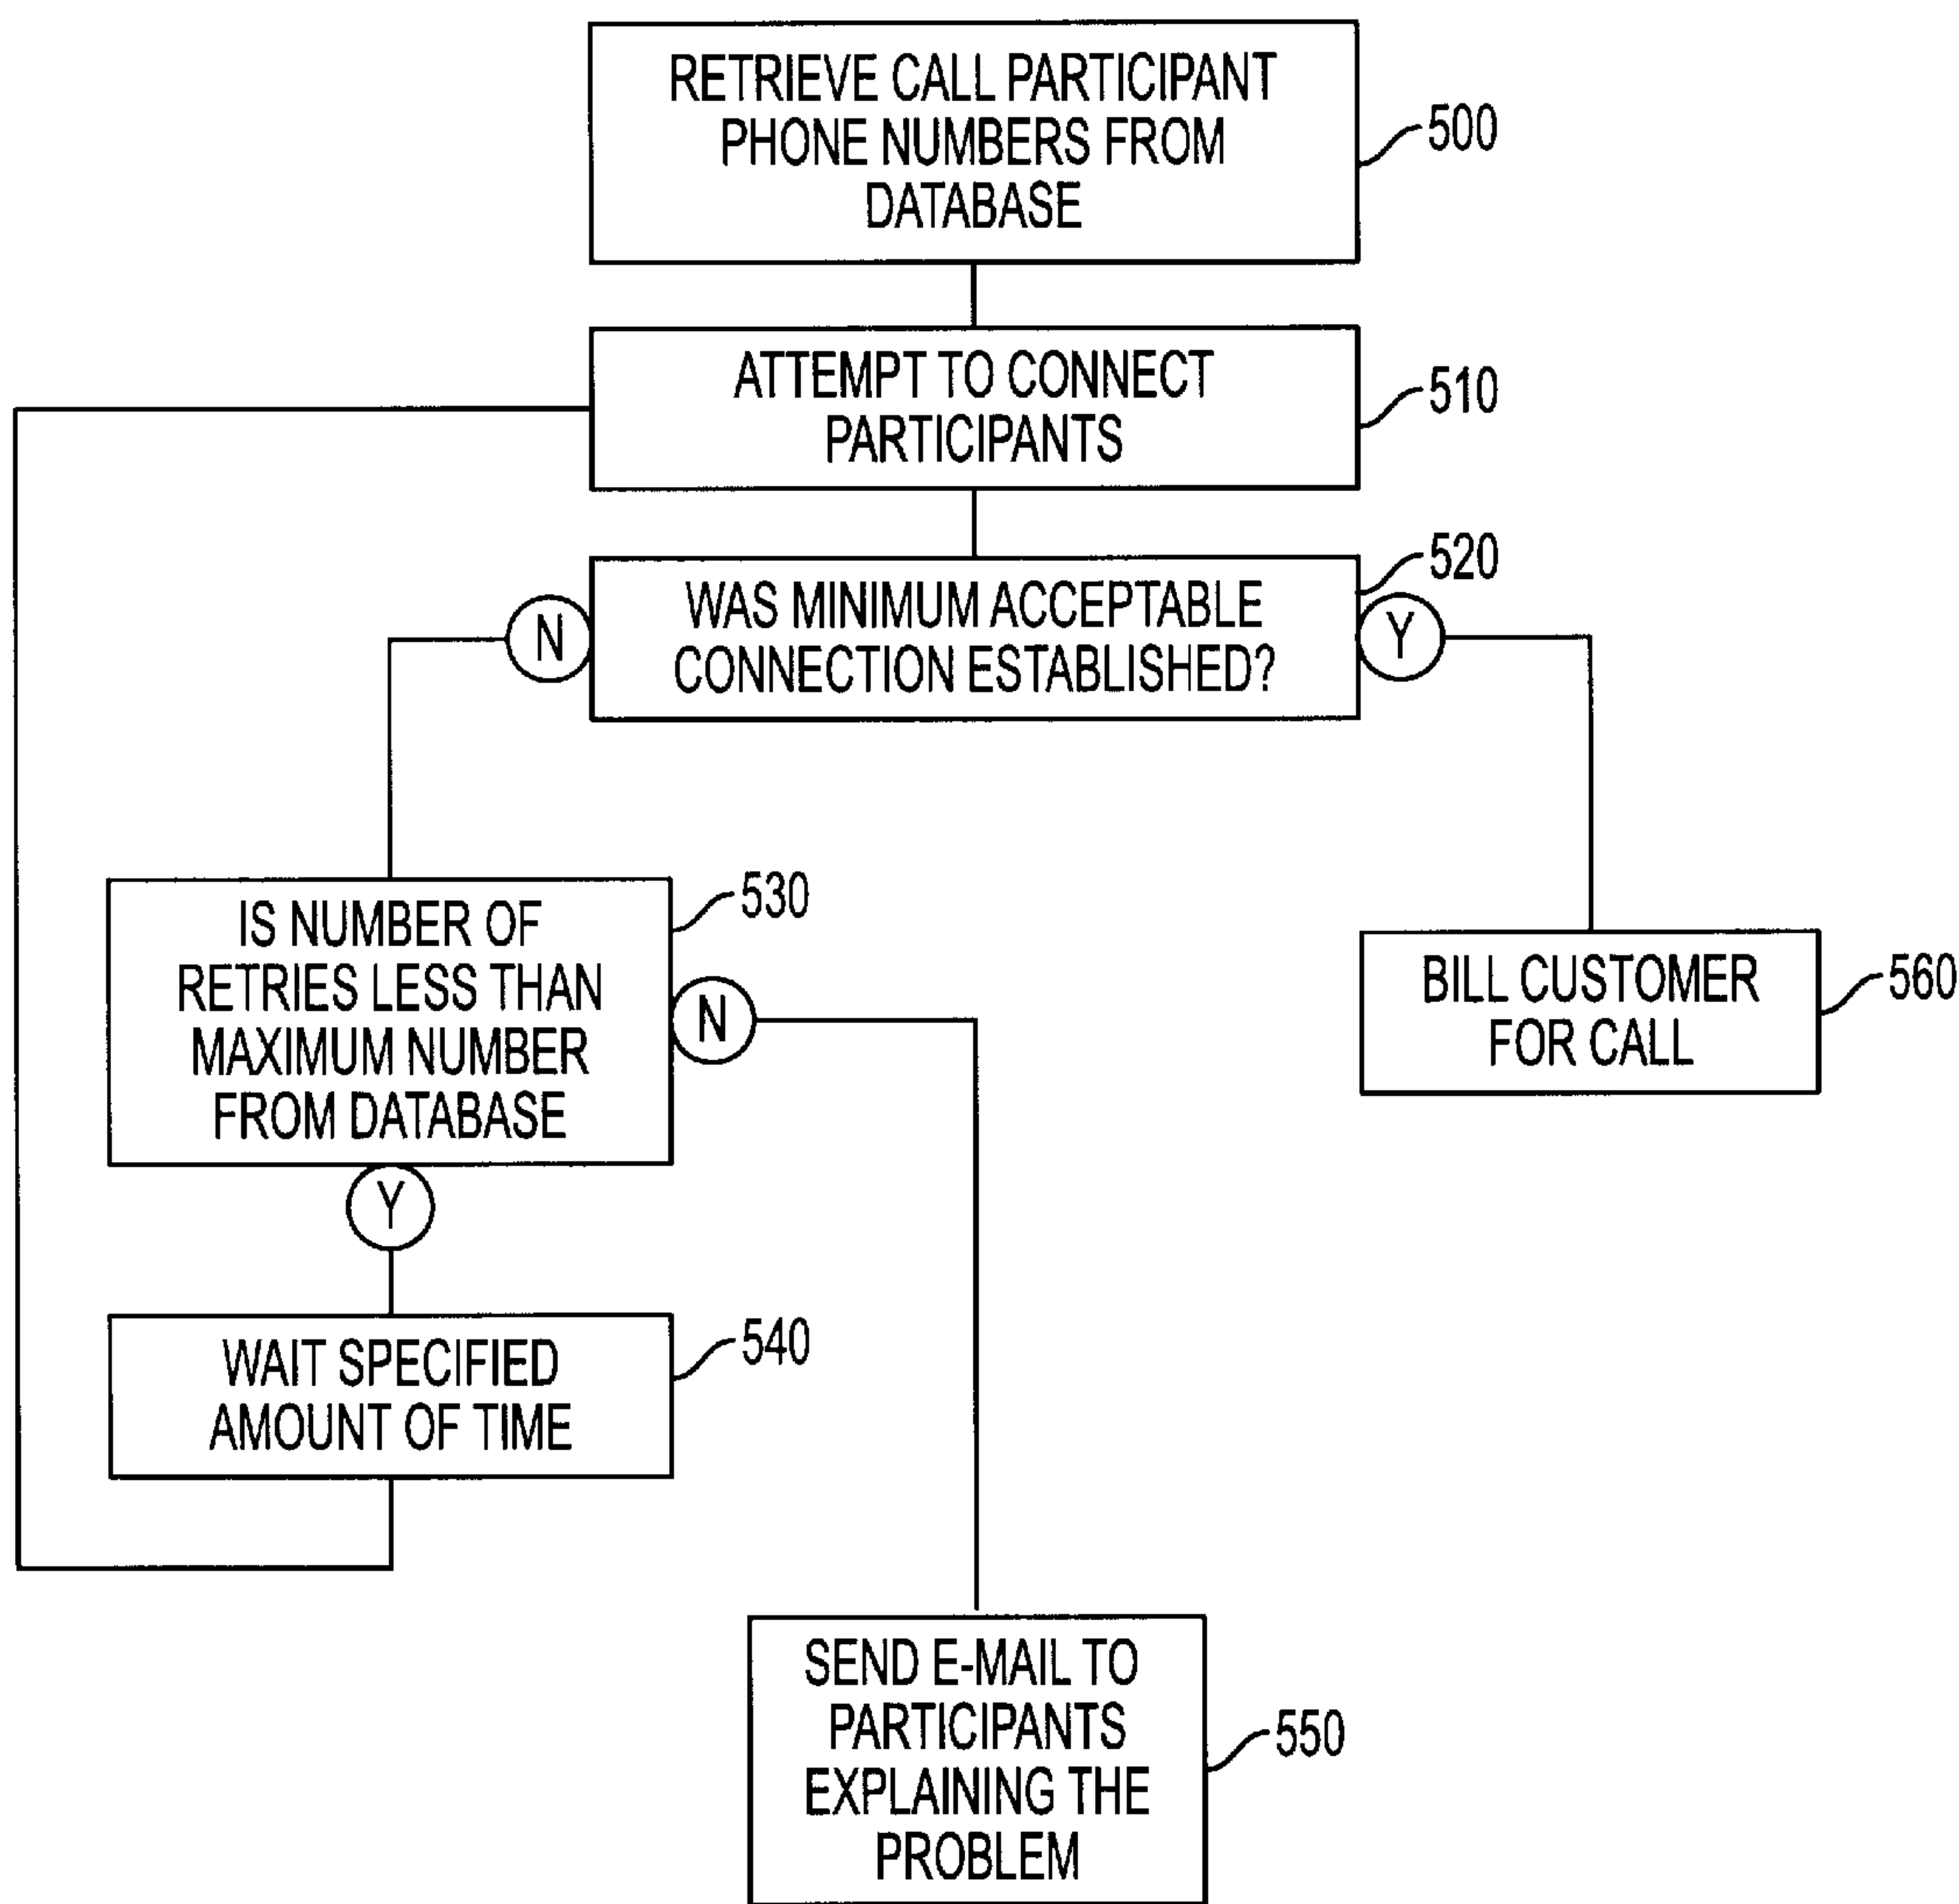 RETRIEVE CALL PARTICIPANT
PHONE NUMBERS FROM
DATABASE
500
ATTEMPT TO CONNECT
PARTICIPANTS
510
WAS MINIMUM ACCEPTABLE
CONNECTION ESTABLISHED?
520
N
Y
IS NUMBER OF
RETRIES LESS THAN
MAXIMUM NUMBER
FROM DATABASE
530
N
Y
BILL CUSTOMER
FOR CALL
560
WAIT SPECIFIED
AMOUNT OF TIME
540
SEND E-MAIL TO
PARTICIPANTS
EXPLAINING THE
PROBLEM
550